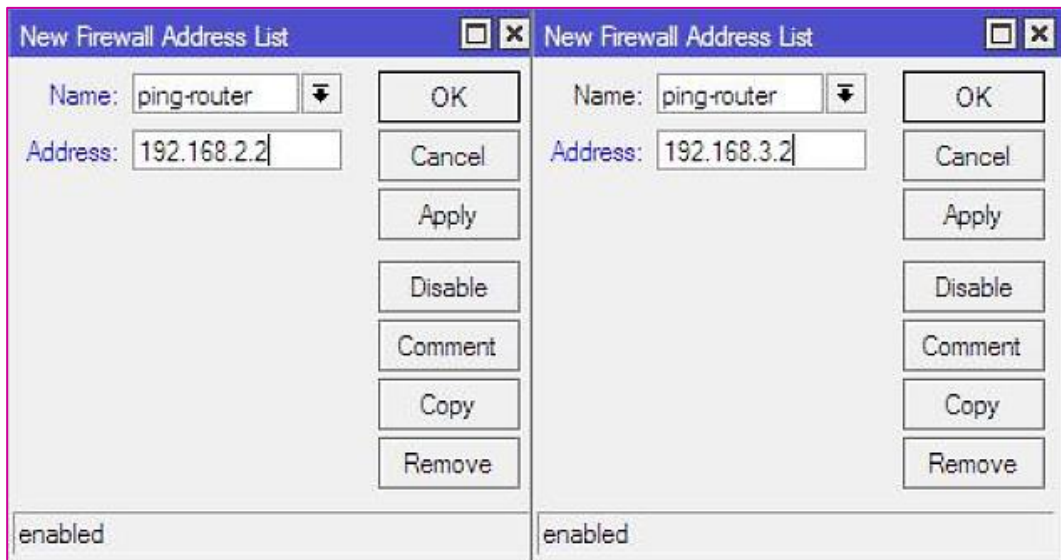 New Firewall Address List
Name: ping-router
Address: 192.168.2.2
OK
Cancel
Apply
Disable
Comment
Copy
Remove
enabled
New Firewall Address List
Name: ping-router
Address: 192.168.3.2
OK
Cancel
Apply
Disable
Comment
Copy
Remove
enabled